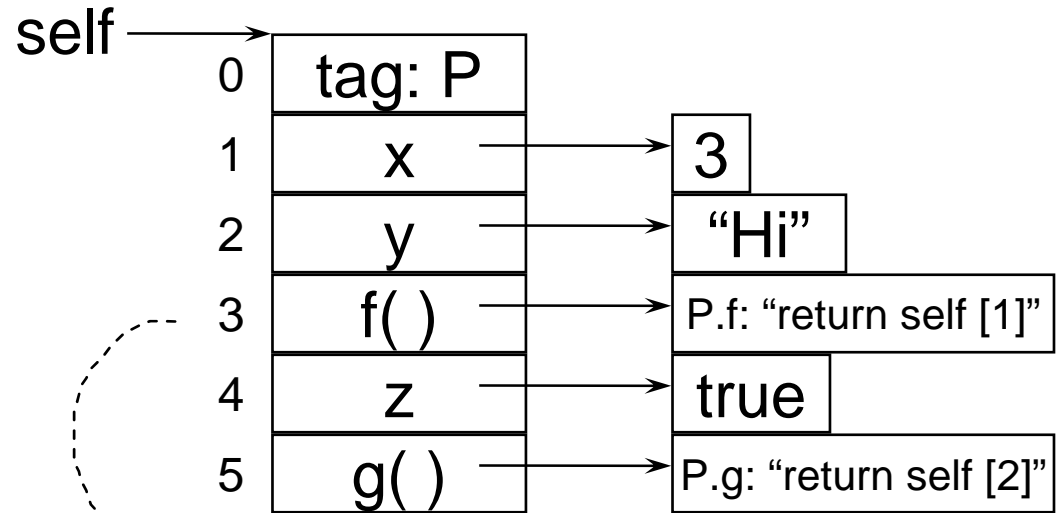 self
0 tag: P
1 x 3
2 y “Hi”
3 f( ) P.f: “return self [1]”
4 z true
5 g( ) P.g: “return self [2]”